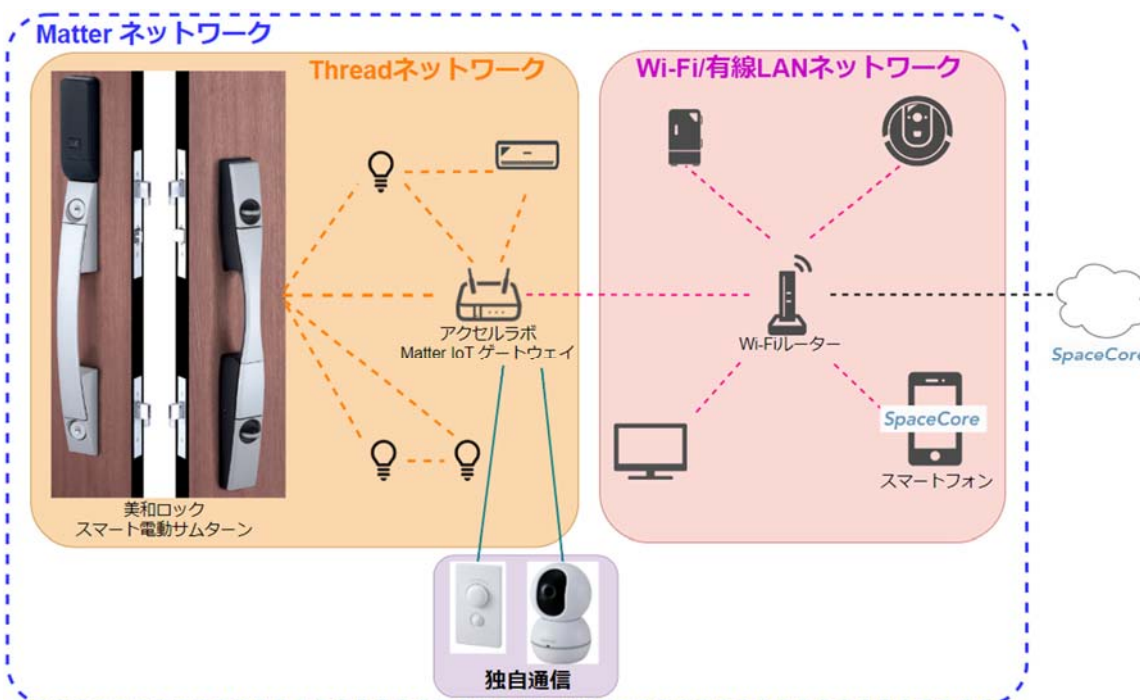 Matter ネットワーク
Threadネットワーク
Wi-Fi/有線LANネットワーク
アクセルラボ
Matter IoT ゲートウェイ
Wi-Fiルーター
SpaceCore
SpaceCore
スマートフォン
美和ロック
スマート電動サムターン
独自通信